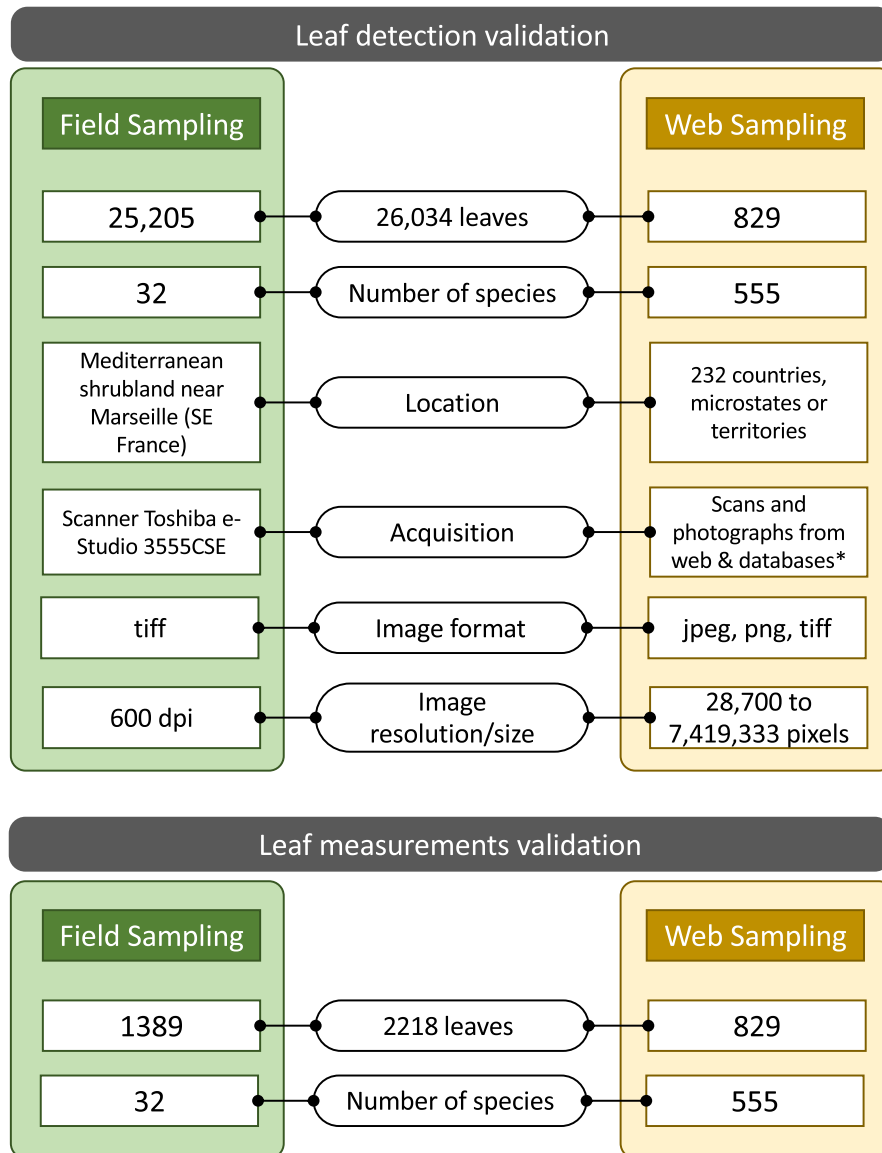 Leaf detection validation
Field Sampling
Web Sampling
25,205
26,034 leaves
829
32
Number of species
555
Mediterranean
shrubland near
Marseille (SE
France)
Location
232 countries,
microstates or
territories
Scanner Toshiba e-
Studio 3555CSE
Acquisition
Scans and
photographs from
web & databases*
tiff
Image format
jpeg, png, tiff
600 dpi
Image
resolution/size
28,700 to
7,419,333 pixels
Leaf measurements validation
Field Sampling
Web Sampling
1389
2218 leaves
829
32
Number of species
555